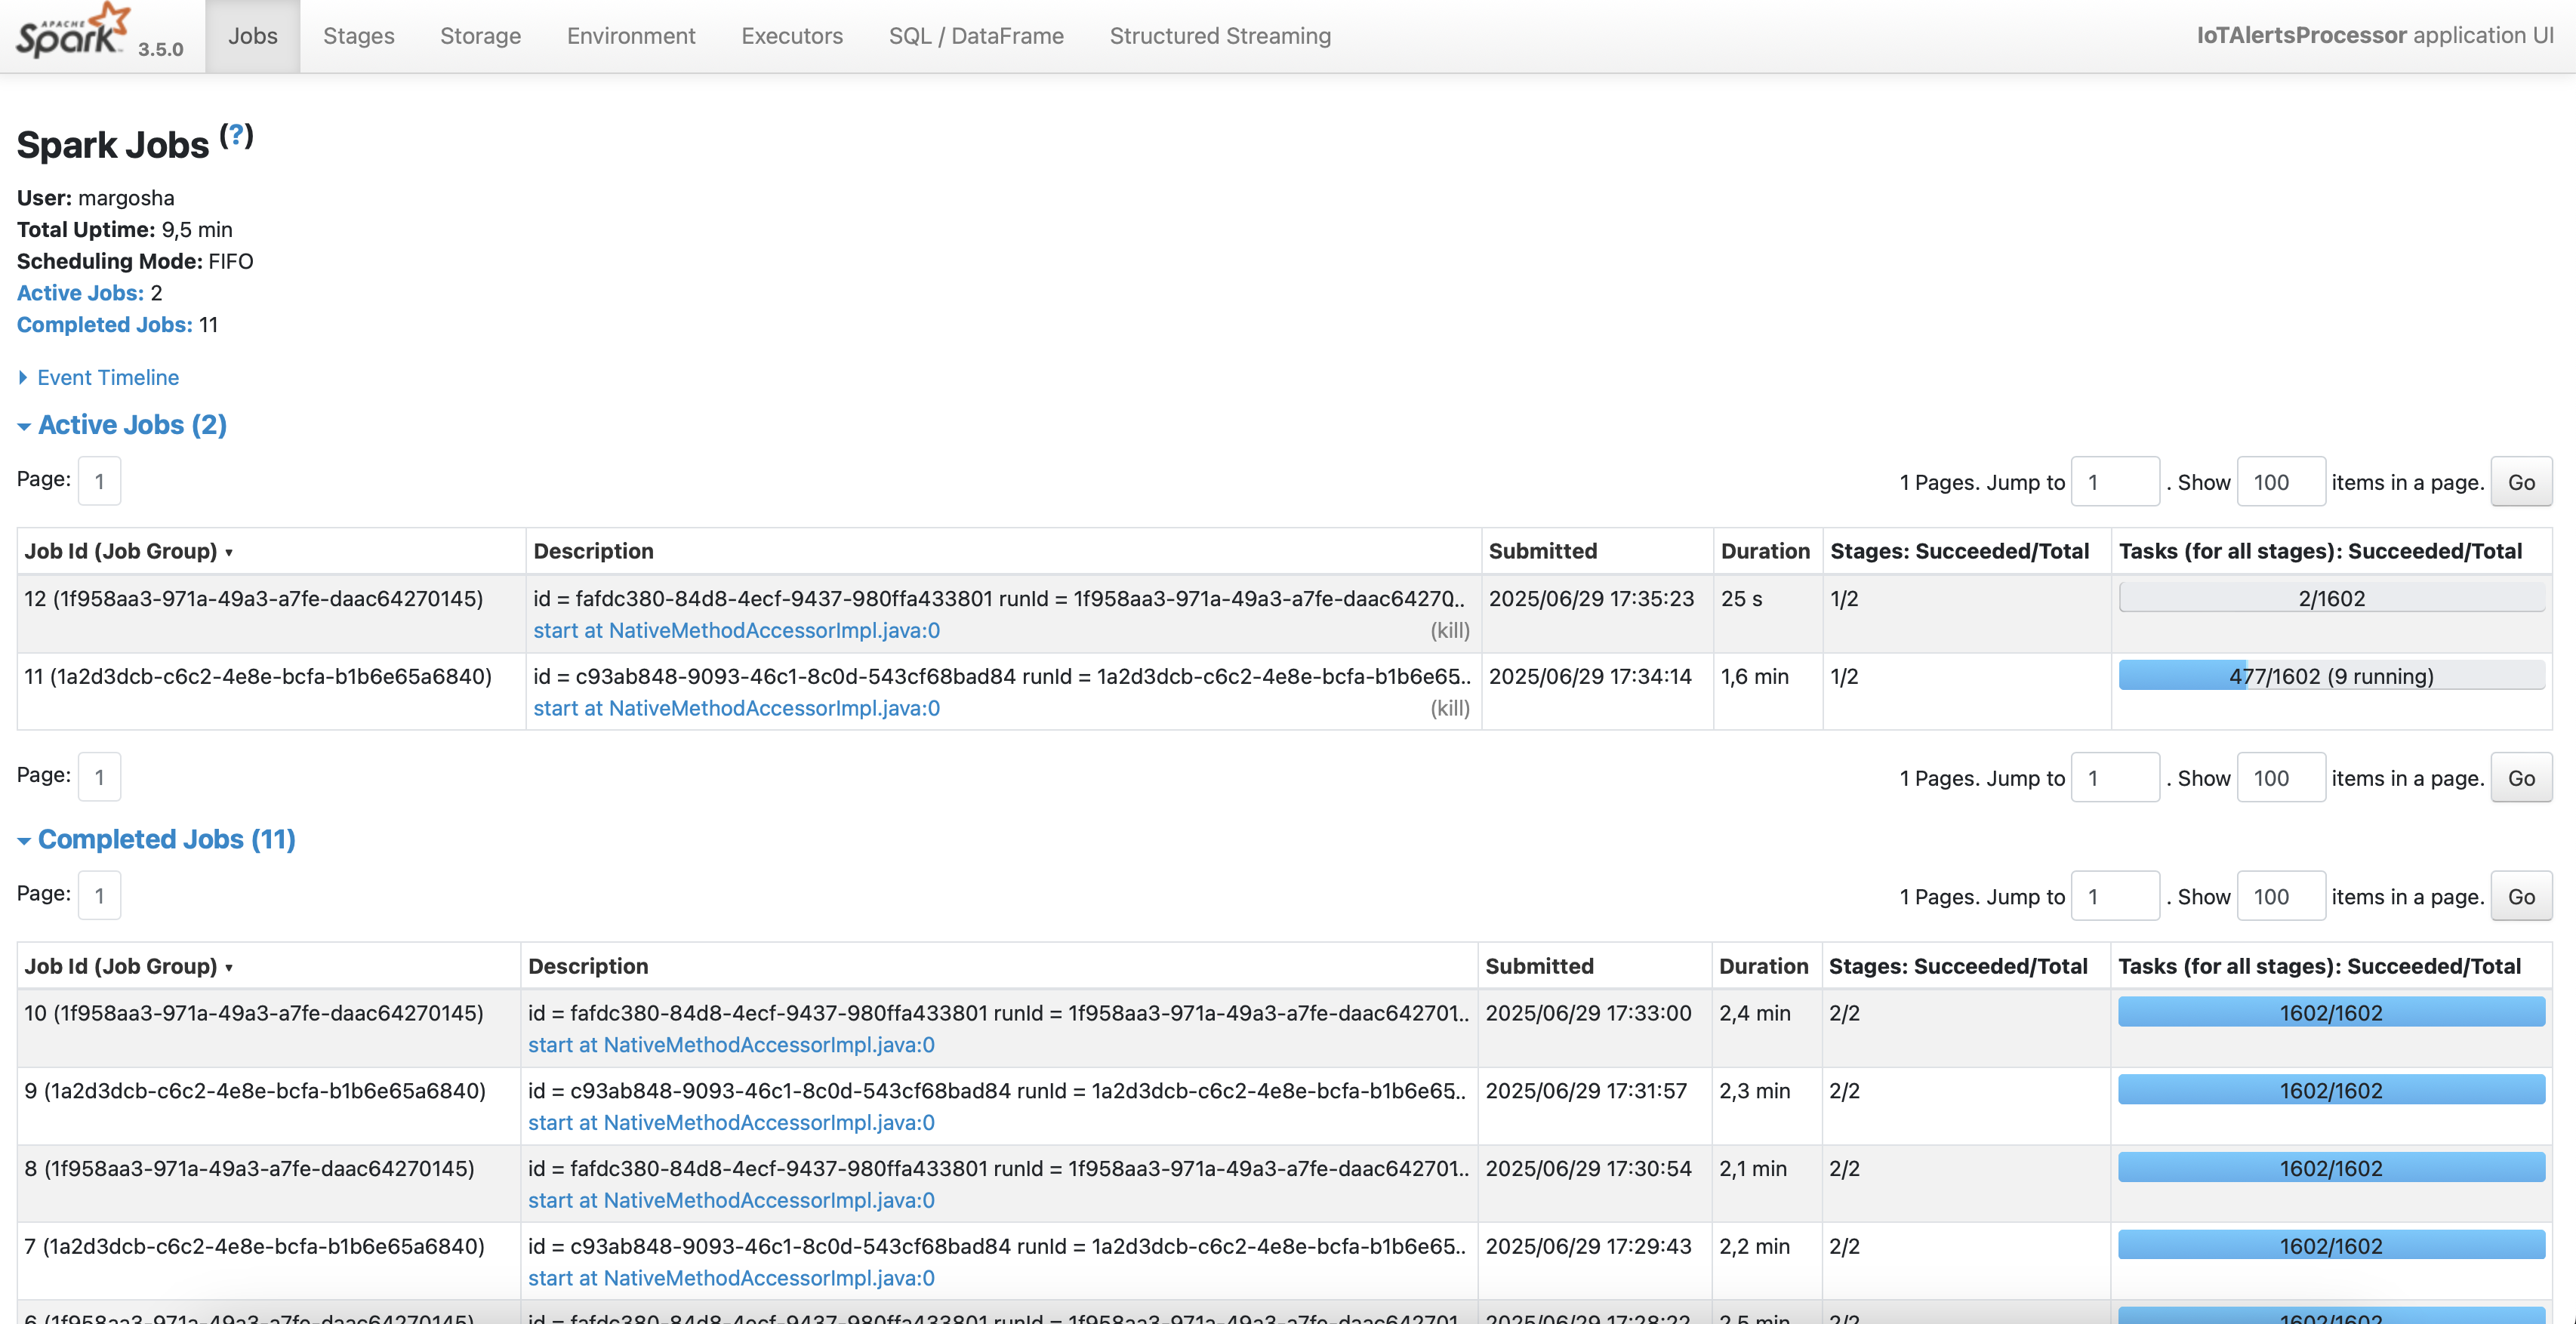 APACHE
Spark 3.5.0 Jobs Stages Storage Environment Executors SQL / DataFrame Structured Streaming IoTAlertsProcessor application UI
Spark Jobs (?)
User: margosha
Total Uptime: 9,5 min
Scheduling Mode: FIFO
Active Jobs: 2
Completed Jobs: 11
Event Timeline
Active Jobs (2)
Page: 1 1 Pages. Jump to 1 . Show 100 items in a page. Go
Job Id (Job Group) ▾ Description Submitted Duration Stages: Succeeded/Total Tasks (for all stages): Succeeded/Total
12 (1f958aa3-971a-49a3-a7fe-daac64270145) id = fafdc380-84d8-4ecf-9437-980ffa433801 runId = 1f958aa3-971a-49a3-a7fe-daac64270.. 2025/06/29 17:35:23 25 s 1/2 2/1602
start at NativeMethodAccessorImpl.java:0 (kill)
11 (1a2d3dcb-c6c2-4e8e-bcfa-b1b6e65a6840) id = c93ab848-9093-46c1-8c0d-543cf68bad84 runId = 1a2d3dcb-c6c2-4e8e-bcfa-b1b6e65.. 2025/06/29 17:34:14 1,6 min 1/2 477/1602 (9 running)
start at NativeMethodAccessorImpl.java:0 (kill)
Page: 1 1 Pages. Jump to 1 . Show 100 items in a page. Go
Completed Jobs (11)
Page: 1 1 Pages. Jump to 1 . Show 100 items in a page. Go
Job Id (Job Group) ▾ Description Submitted Duration Stages: Succeeded/Total Tasks (for all stages): Succeeded/Total
10 (1f958aa3-971a-49a3-a7fe-daac64270145) id = fafdc380-84d8-4ecf-9437-980ffa433801 runId = 1f958aa3-971a-49a3-a7fe-daac642701.. 2025/06/29 17:33:00 2,4 min 2/2 1602/1602
start at NativeMethodAccessorImpl.java:0
9 (1a2d3dcb-c6c2-4e8e-bcfa-b1b6e65a6840) id = c93ab848-9093-46c1-8c0d-543cf68bad84 runId = 1a2d3dcb-c6c2-4e8e-bcfa-b1b6e65.. 2025/06/29 17:31:57 2,3 min 2/2 1602/1602
start at NativeMethodAccessorImpl.java:0
8 (1f958aa3-971a-49a3-a7fe-daac64270145) id = fafdc380-84d8-4ecf-9437-980ffa433801 runId = 1f958aa3-971a-49a3-a7fe-daac642701.. 2025/06/29 17:30:54 2,1 min 2/2 1602/1602
start at NativeMethodAccessorImpl.java:0
7 (1a2d3dcb-c6c2-4e8e-bcfa-b1b6e65a6840) id = c93ab848-9093-46c1-8c0d-543cf68bad84 runId = 1a2d3dcb-c6c2-4e8e-bcfa-b1b6e65.. 2025/06/29 17:29:43 2,2 min 2/2 1602/1602
start at NativeMethodAccessorImpl.java:0
6 (1f958aa3-971a-49a3-a7fe-daac64270145) id = fafdc380-84d8-4ecf-9437-980ffa433801 runId = 1f958aa3-971a-49a3-a7fe-daac642701 2025/06/29 17:28:22 2,5 min 2/2 1602/1602